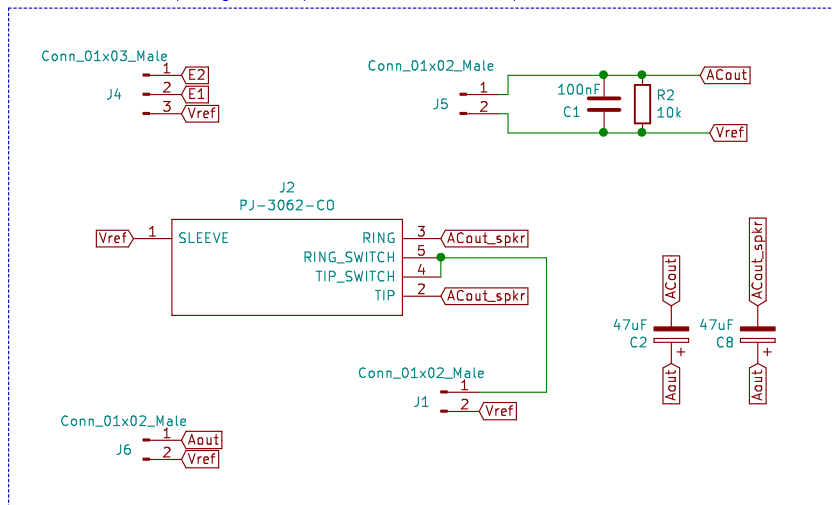 Conn_01x03_Male
J4
1 E2
2 E1
3 Vref
Conn_01x02_Male
J5
1
2
100nF
C1
R2
10k
ACout
Vref
J2
PJ-3062-CO
Vref 1 SLEEVE
RING 3 ACout_spkr
RING_SWITCH 5
TIP_SWITCH 4
TIP 2 ACout_spkr
ACout
47uF
C2
+
Aout
ACout_spkr
47uF
C8
+
Aout
Conn_01x02_Male
J1
1
2 Vref
Conn_01x02_Male
J6
1 Aout
2 Vref